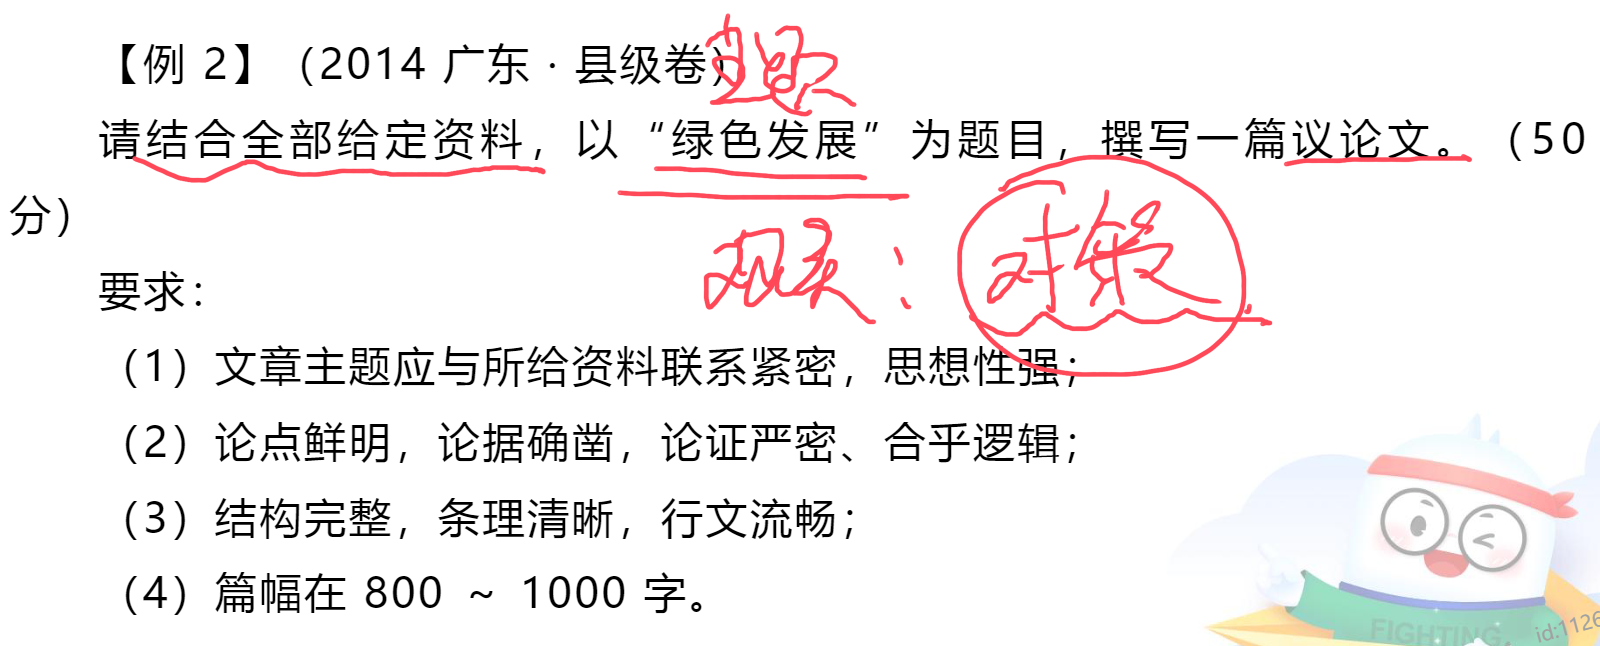 【例 2】（2014 广东·县级卷）
主题
请结合全部给定资料，以“绿色发展”为题目，撰写一篇议论文。（50
分）
观点：对策
要求：
（1）文章主题应与所给资料联系紧密，思想性强；
（2）论点鲜明，论据确凿，论证严密、合乎逻辑；
（3）结构完整，条理清晰，行文流畅；
（4）篇幅在 800 ～ 1000 字。
FIGHTING.
id:1126